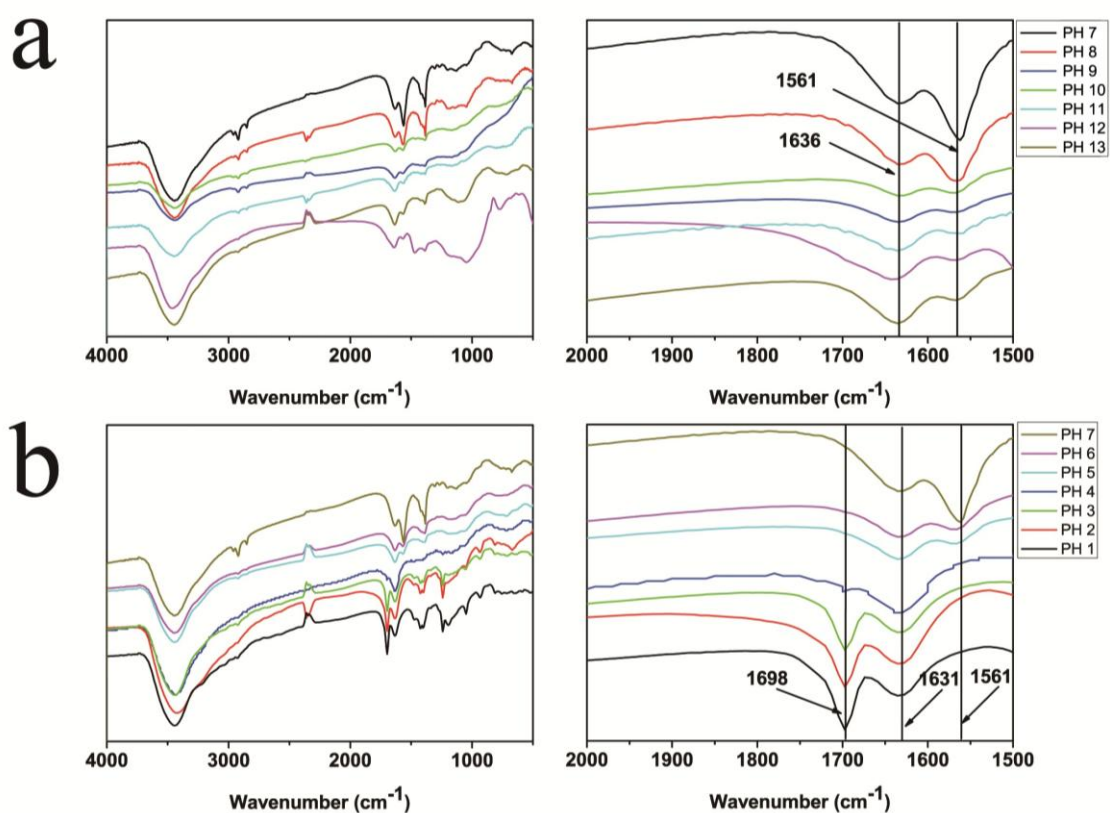 a
1561
1636
PH 7
PH 8
PH 9
PH 10
PH 11
PH 12
PH 13
4000 3000 2000 1000
Wavenumber (cm⁻¹)
2000 1900 1800 1700 1600 1500
Wavenumber (cm⁻¹)
b
PH 7
PH 6
PH 5
PH 4
PH 3
PH 2
PH 1
1698
1631
1561
4000 3000 2000 1000
Wavenumber (cm⁻¹)
2000 1900 1800 1700 1600 1500
Wavenumber (cm⁻¹)